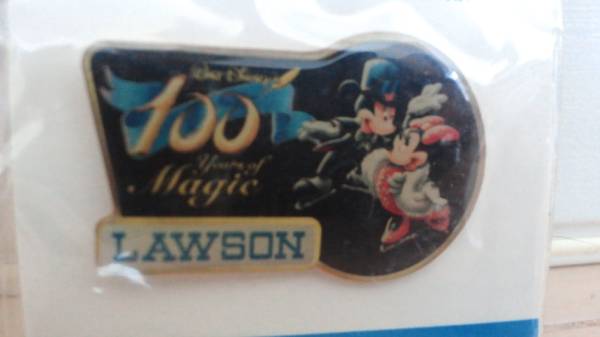 Walt Disney's
100
Years of
Magic
LAWSON